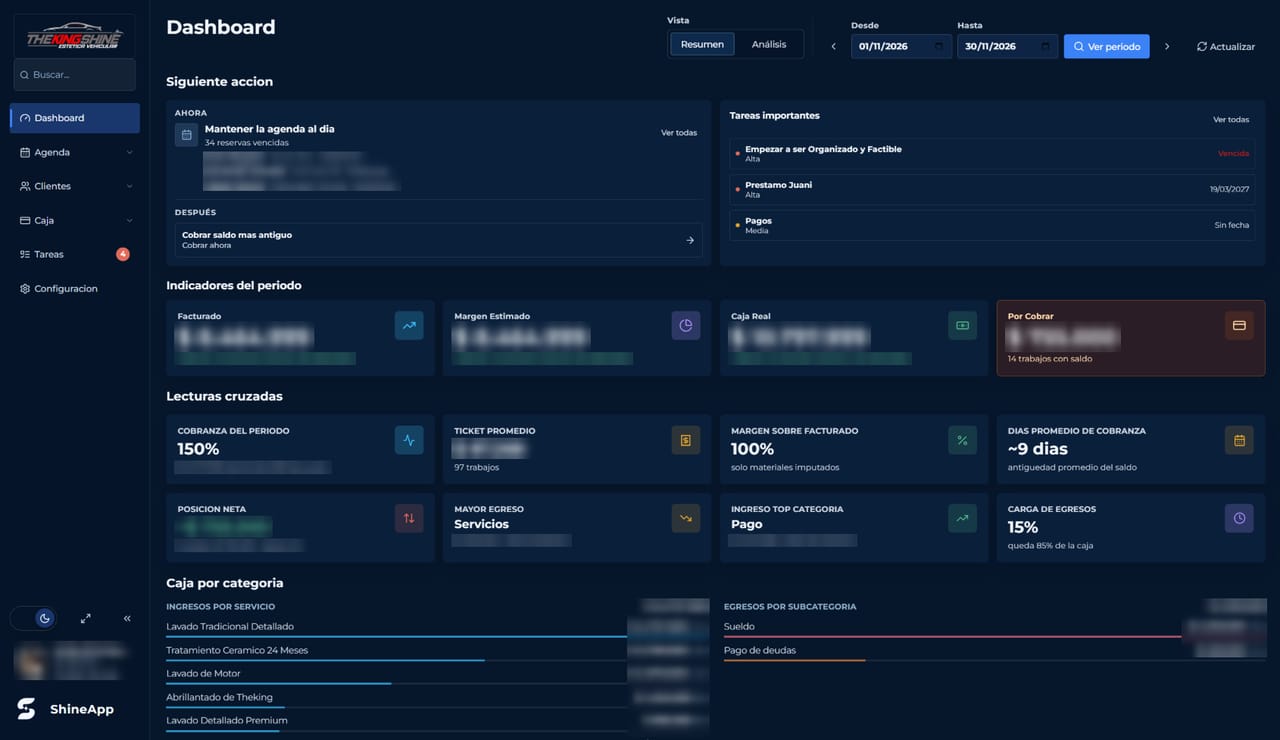 THEKINGSHINE
ESTETICA VEHICULAR
Buscar...
Dashboard
Agenda
Clientes
Caja
Tareas
4
Configuracion
ShineApp
Dashboard
Vista
Resumen
Análisis
Desde
01/11/2026
Hasta
30/11/2026
Ver periodo
Actualizar
Siguiente accion
AHORA
Mantener la agenda al dia
34 reservas vencidas
Ver todas
DESPUÉS
Cobrar saldo mas antiguo
Cobrar ahora
Tareas importantes
Ver todas
Empezar a ser Organizado y Factible
Alta
Vencida
Prestamo Juani
Alta
19/03/2027
Pagos
Media
Sin fecha
Indicadores del periodo
Facturado
Margen Estimado
Caja Real
Por Cobrar
14 trabajos con saldo
Lecturas cruzadas
COBRANZA DEL PERIODO
150%
TICKET PROMEDIO
97 trabajos
MARGEN SOBRE FACTURADO
100%
solo materiales imputados
DIAS PROMEDIO DE COBRANZA
~9 dias
antiguedad promedio del saldo
POSICION NETA
MAYOR EGRESO
Servicios
INGRESO TOP CATEGORIA
Pago
CARGA DE EGRESOS
15%
queda 85% de la caja
Caja por categoria
INGRESOS POR SERVICIO
Lavado Tradicional Detallado
Tratamiento Ceramico 24 Meses
Lavado de Motor
Abrillantado de Theking
Lavado Detallado Premium
EGRESOS POR SUBCATEGORIA
Sueldo
Pago de deudas